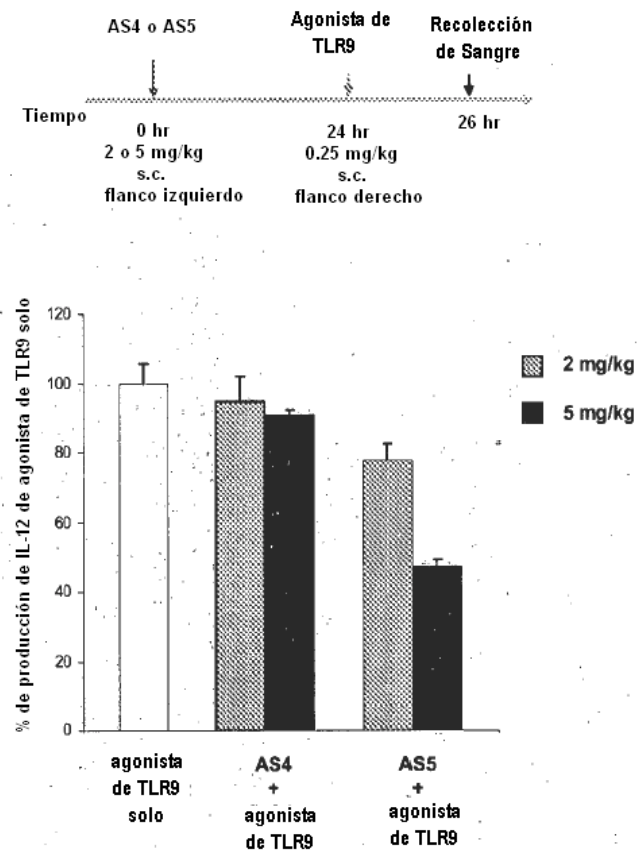 AS4 o AS5
Agonista de
TLR9
Recolección
de Sangre
Tiempo
0 hr
2 o 5 mg/kg
s.c.
flanco izquierdo
24 hr
0.25 mg/kg
s.c.
flanco derecho
26 hr
% de producción de IL-12 de agonista de TLR9 solo
120
100
80
60
40
20
0
2 mg/kg
5 mg/kg
agonista
de TLR9
solo
AS4
+
agonista
de TLR9
AS5
+
agonista
de TLR9